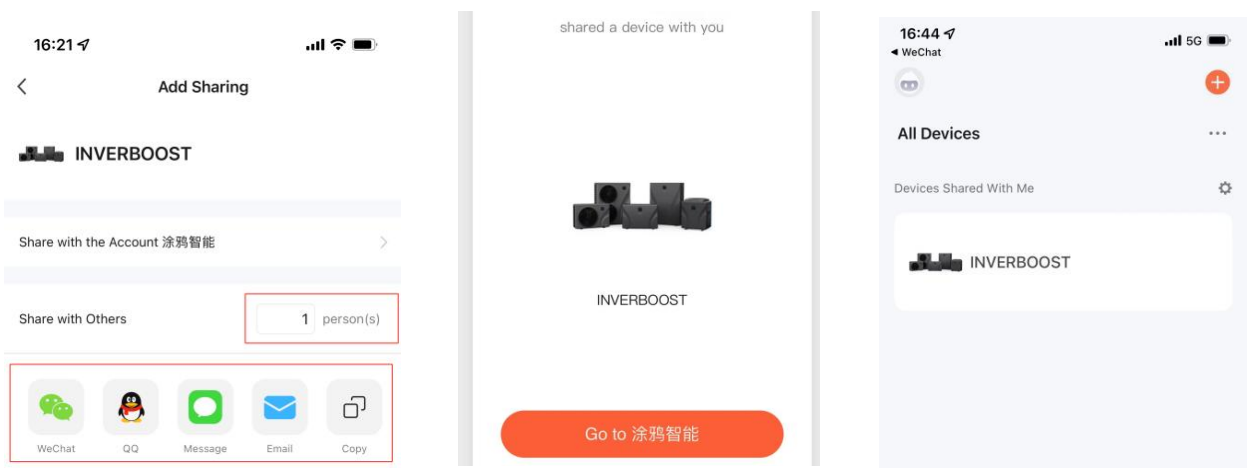 16:21
Add Sharing
INVERBOOST
Share with the Account 涂鸦智能
Share with Others
1 person(s)
WeChat
QQ
Message
Email
Copy
shared a device with you
INVERBOOST
Go to 涂鸦智能
16:44
5G
WeChat
All Devices
Devices Shared With Me
INVERBOOST